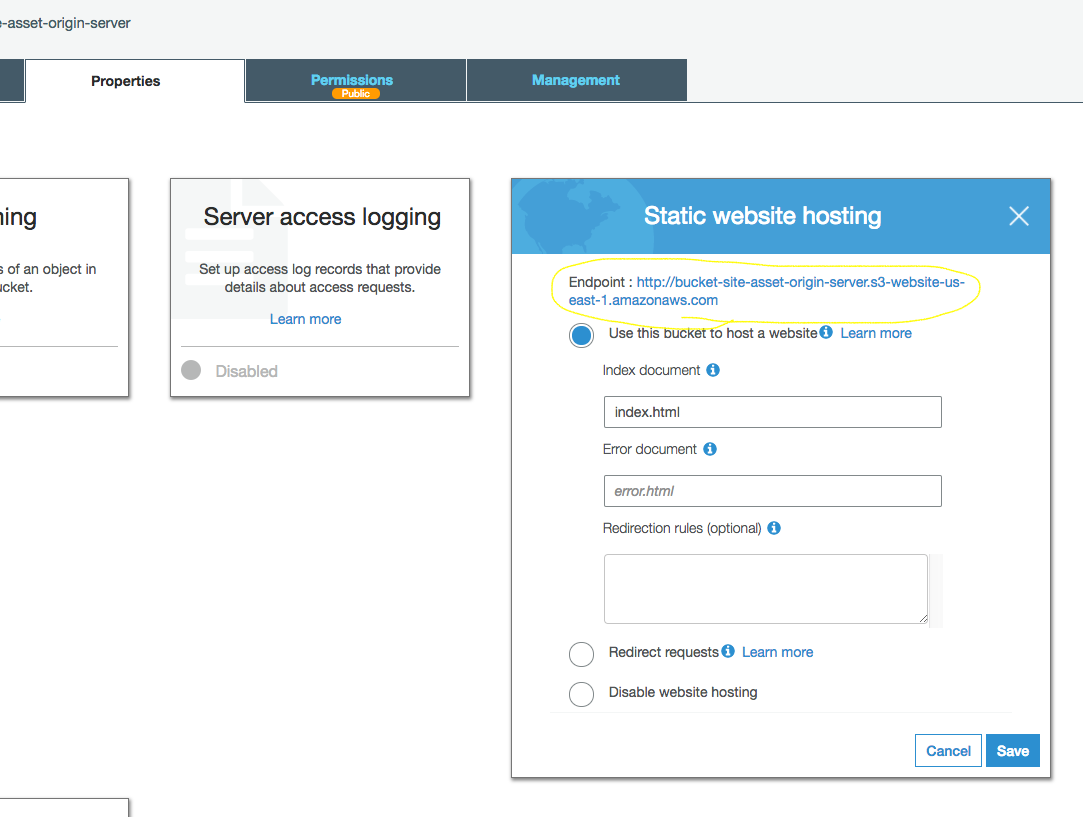 -asset-origin-server
Properties
Permissions
Public
Management
Server access logging
Set up access log records that provide
details about access requests.
Learn more
Disabled
s of an object in
Static website hosting
Endpoint : http://bucket-site-asset-origin-server.s3-website-us-
east-1.amazonaws.com
Use this bucket to host a website Learn more
Index document
index.html
Error document
error.html
Redirection rules (optional)
Redirect requests Learn more
Disable website hosting
Cancel
Save